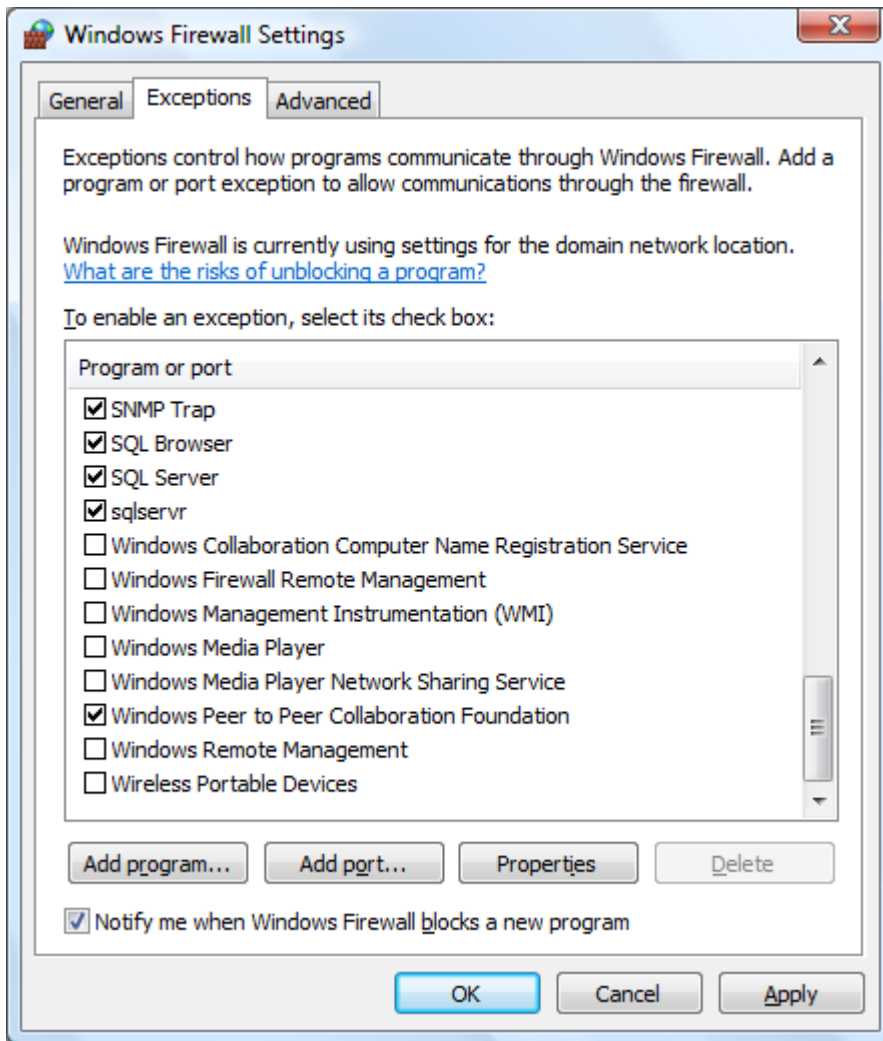 Windows Firewall Settings
General
Exceptions
Advanced
Exceptions control how programs communicate through Windows Firewall. Add a
program or port exception to allow communications through the firewall.
Windows Firewall is currently using settings for the domain network location.
What are the risks of unblocking a program?
To enable an exception, select its check box:
Program or port
SNMP Trap
SQL Browser
SQL Server
sqlservr
Windows Collaboration Computer Name Registration Service
Windows Firewall Remote Management
Windows Management Instrumentation (WMI)
Windows Media Player
Windows Media Player Network Sharing Service
Windows Peer to Peer Collaboration Foundation
Windows Remote Management
Wireless Portable Devices
Add program...
Add port...
Properties
Delete
Notify me when Windows Firewall blocks a new program
OK
Cancel
Apply